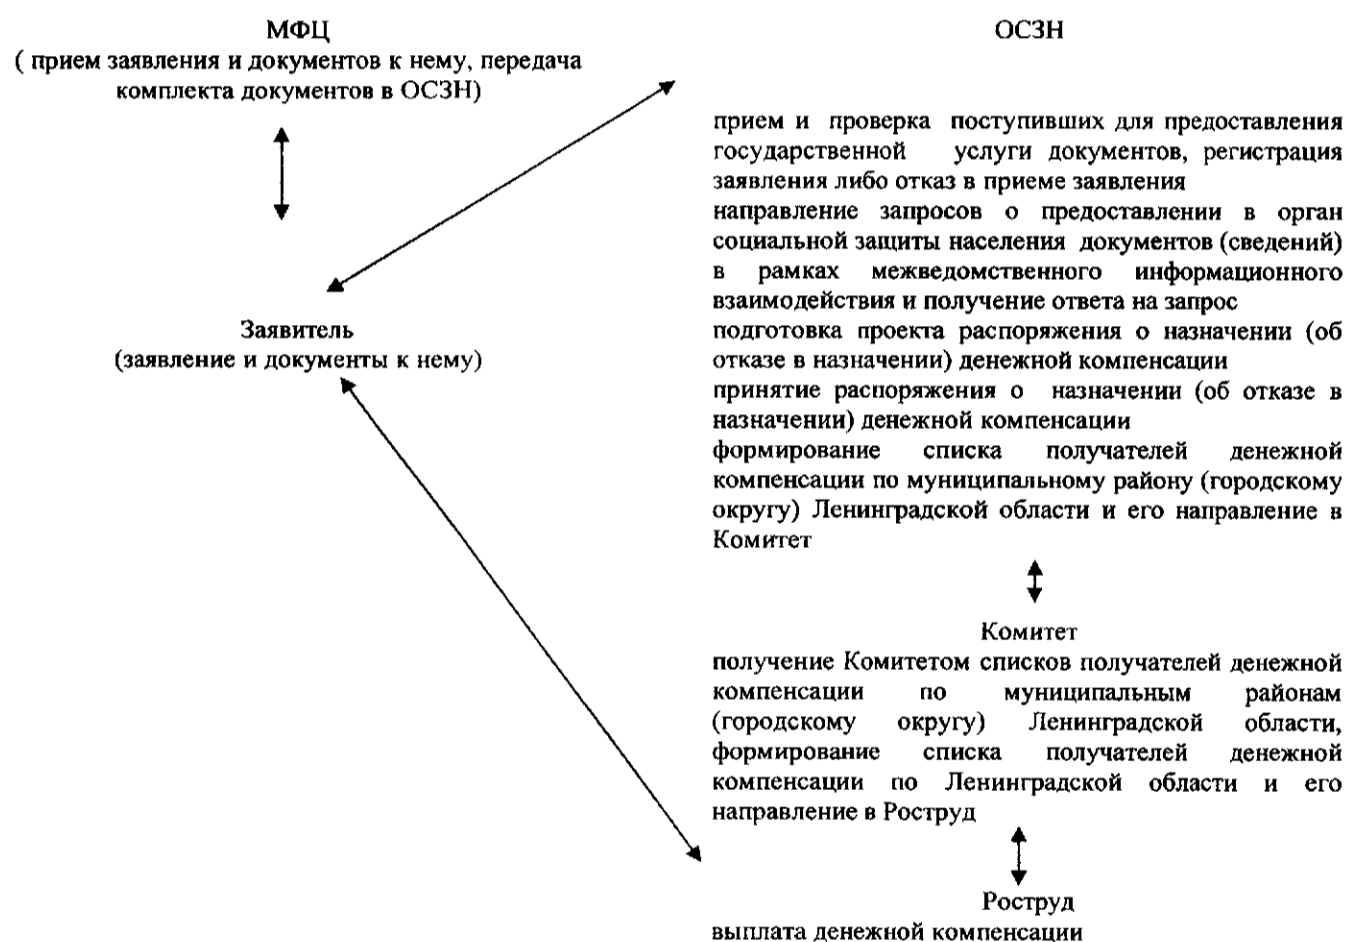 МФЦ
( прием заявления и документов к нему, передача
комплекта документов в ОСЗН)
Заявитель
(заявление и документы к нему)
ОСЗН
прием и проверка поступивших для предоставления
государственной услуги документов, регистрация
заявления либо отказ в приеме заявления
направление запросов о предоставлении в орган
социальной защиты населения документов (сведений)
в рамках межведомственного информационного
взаимодействия и получение ответа на запрос
подготовка проекта распоряжения о назначении (об
отказе в назначении) денежной компенсации
принятие распоряжения о назначении (об отказе в
назначении) денежной компенсации
формирование списка получателей денежной
компенсации по муниципальному району (городскому
округу) Ленинградской области и его направление в
Комитет
Комитет
получение Комитетом списков получателей денежной
компенсации по муниципальным районам
(городскому округу) Ленинградской области,
формирование списка получателей денежной
компенсации по Ленинградской области и его
направление в Роструд
Роструд
выплата денежной компенсации